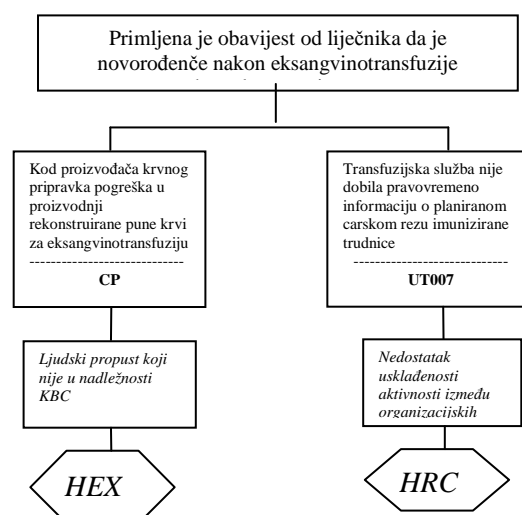 Primljena je obavijest od liječnika da je
novorođenče nakon eksangvinotransfuzije
Kod proizvođača krvnog
pripravka pogreška u
proizvodnji
rekonstruirane pune krvi
za eksangvinotransfuziju
-----------------------------
CP
Transfuzijska služba nije
dobila pravovremeno
informaciju o planiranom
carskom rezu imunizirane
trudnice
-----------------------------
UT007
Ljudski propust koji
nije u nadležnosti
KBC
Nedostatak
usklađenosti
aktivnosti između
organizacijskih
HEX
HRC